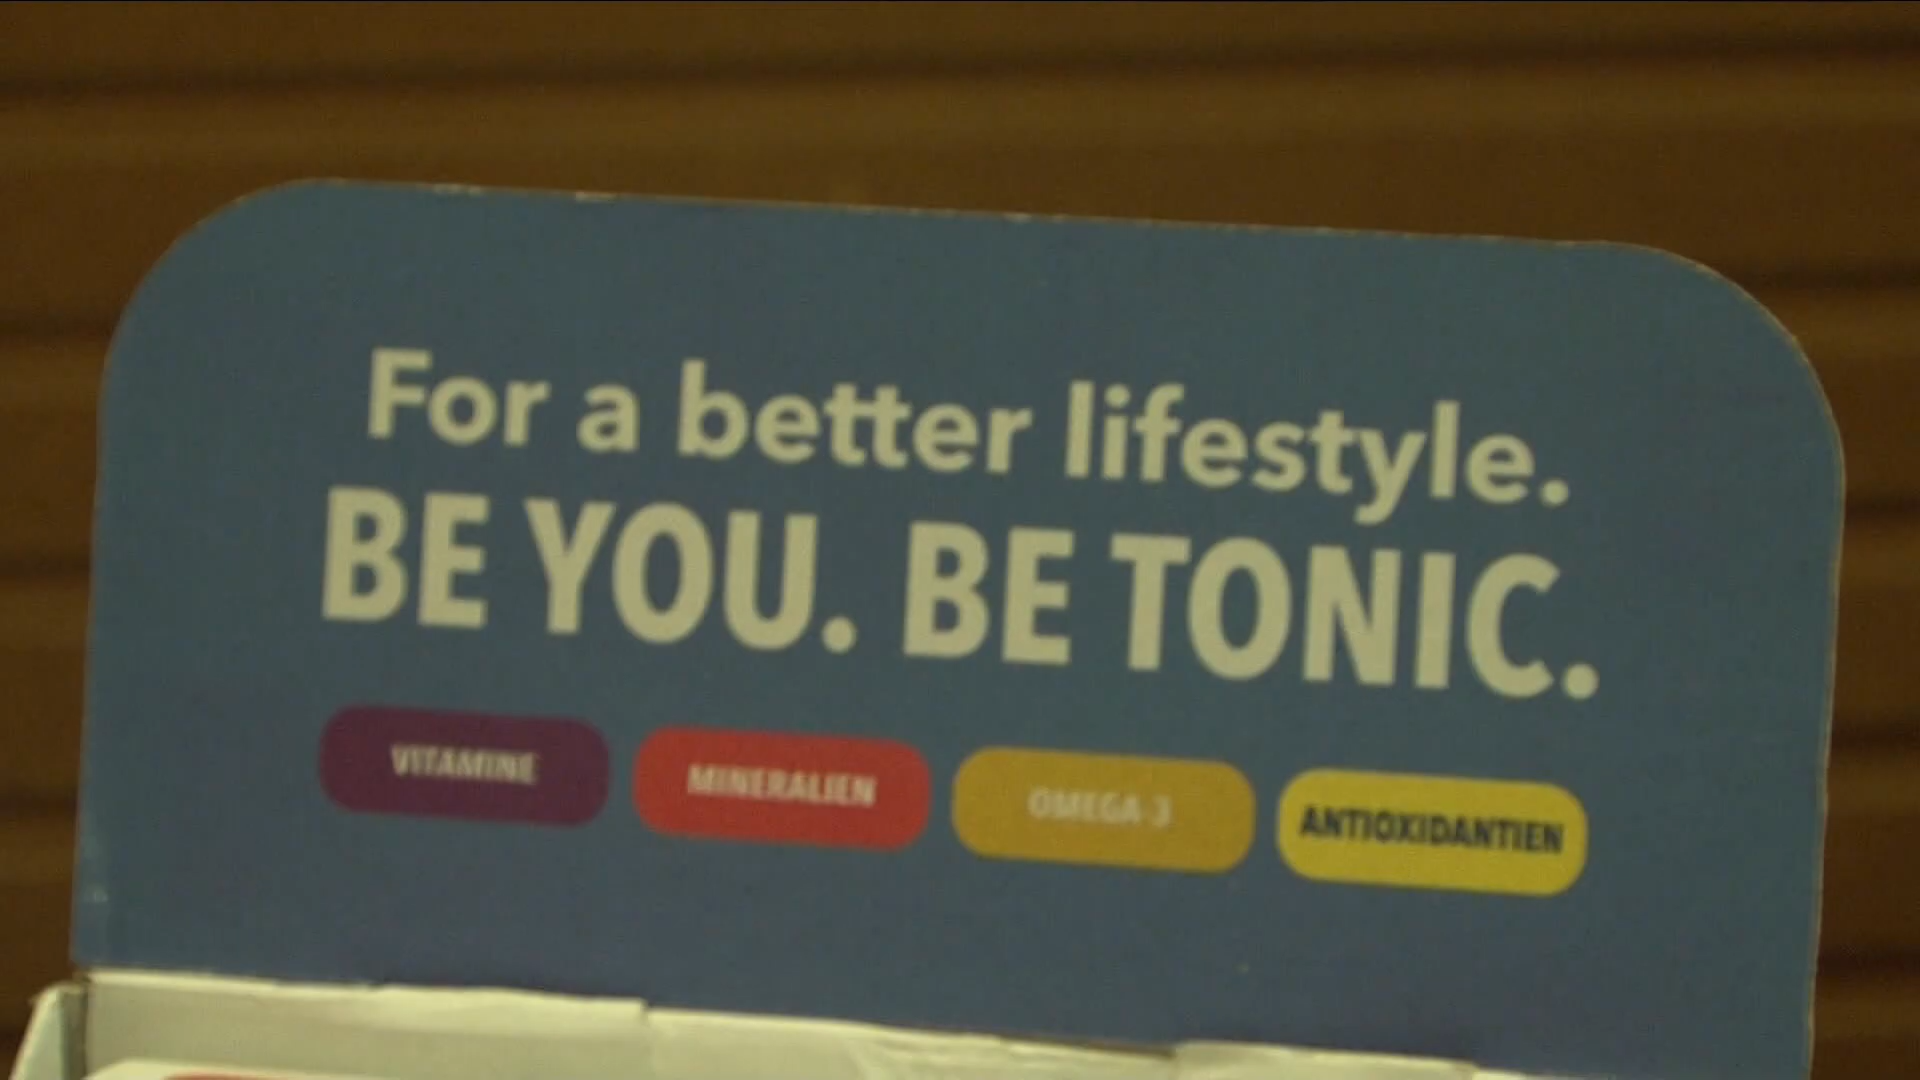 For a better lifestyle.
BE YOU. BE TONIC.
VITAMINE MINERALIEN OMEGA-3 ANTIOXIDANTIEN